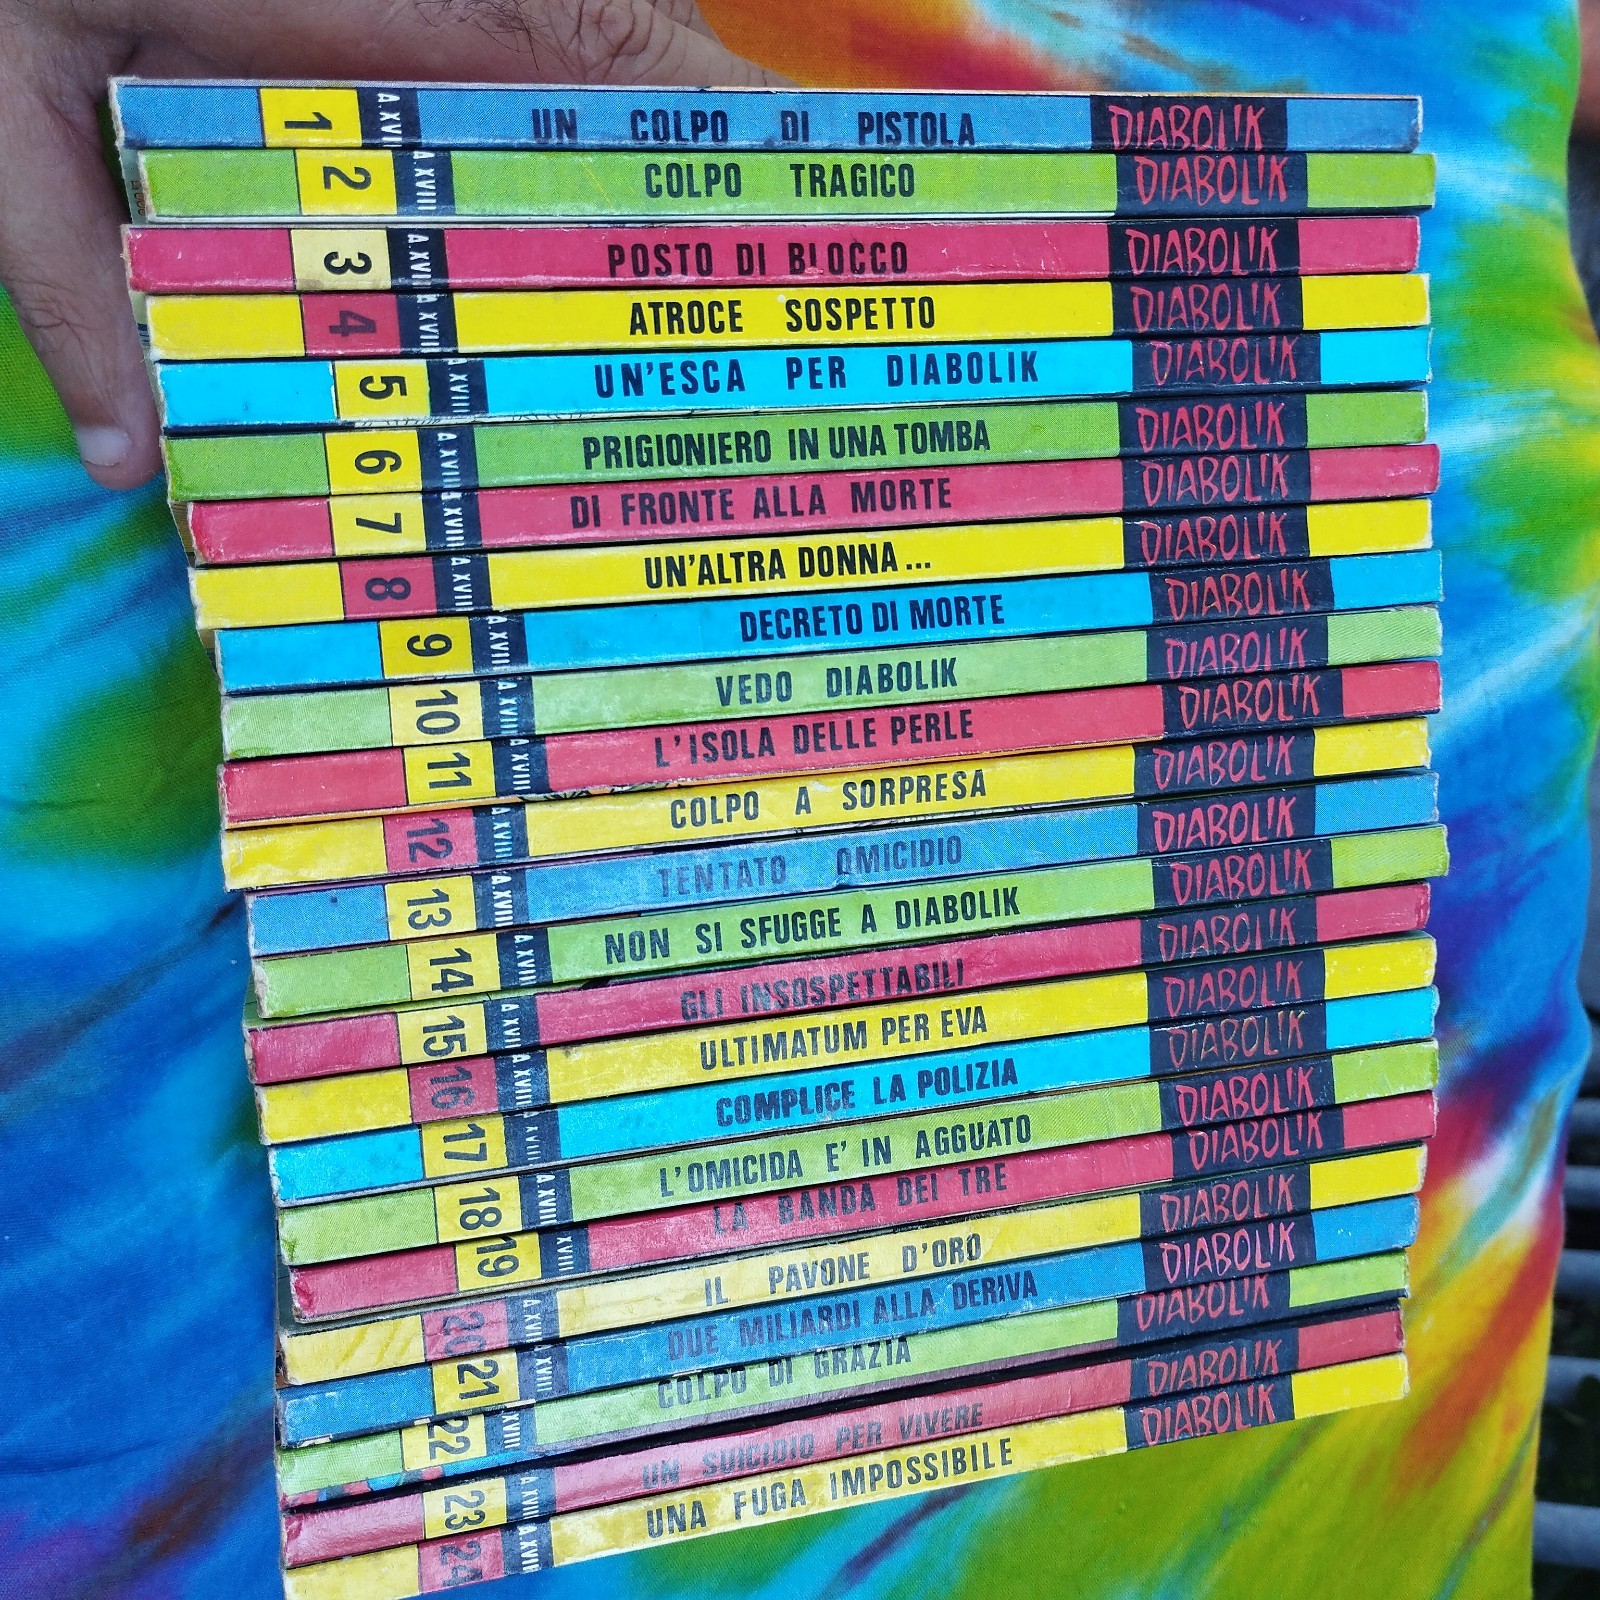 1 A.XVIII UN COLPO DI PISTOLA DIABOLIK
2 A.XVIII COLPO TRAGICO DIABOLIK
3 A.XVIII POSTO DI BLOCCO DIABOLIK
4 A.XVIII ATROCE SOSPETTO DIABOLIK
5 A.XVIII UN'ESCA PER DIABOLIK DIABOLIK
6 A.XVIII PRIGIONIERO IN UNA TOMBA DIABOLIK
7 A.XVIII DI FRONTE ALLA MORTE DIABOLIK
8 A.XVIII UN'ALTRA DONNA... DIABOLIK
9 A.XVIII DECRETO DI MORTE DIABOLIK
10 A.XVIII VEDO DIABOLIK DIABOLIK
11 A.XVIII L'ISOLA DELLE PERLE DIABOLIK
12 A.XVIII COLPO A SORPRESA DIABOLIK
13 A.XVIII TENTATO OMICIDIO DIABOLIK
14 A.XVIII NON SI SFUGGE A DIABOLIK DIABOLIK
15 A.XVIII GLI INSOSPETTABILI DIABOLIK
16 A.XVIII ULTIMATUM PER EVA DIABOLIK
17 A.XVIII COMPLICE LA POLIZIA DIABOLIK
18 A.XVIII L'OMICIDA E' IN AGGUATO DIABOLIK
19 XVIII LA BANDA DEI TRE DIABOLIK
20 A.XVIII IL PAVONE D'ORO DIABOLIK
21 A.XVIII DUE MILIARDI ALLA DERIVA DIABOLIK
22 XVIII COLPO DI GRAZIA DIABOLIK
23 A.XVIII UN SUICIDIO PER VIVERE DIABOLIK
24 A.XVIII UNA FUGA IMPOSSIBILE DIABOLIK